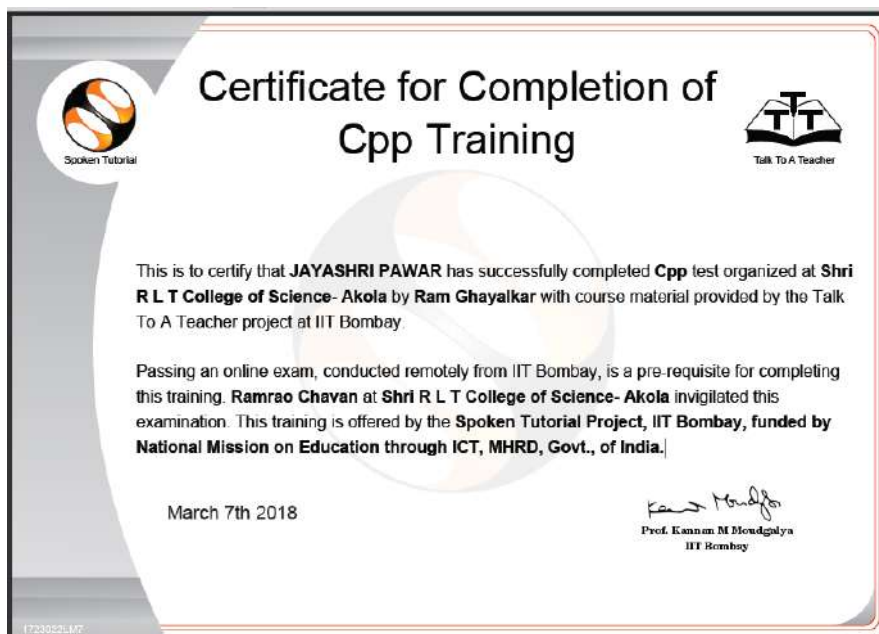 Certificate for Completion of
Cpp Training
Spoken Tutorial
TTT
Talk To A Teacher
This is to certify that JAYASHRI PAWAR has successfully completed Cpp test organized at Shri
R L T College of Science- Akola by Ram Ghayalkar with course material provided by the Talk
To A Teacher project at IIT Bombay.
Passing an online exam, conducted remotely from IIT Bombay, is a pre-requisite for completing
this training. Ramrao Chavan at Shri R L T College of Science- Akola invigilated this
examination. This training is offered by the Spoken Tutorial Project, IIT Bombay, funded by
National Mission on Education through ICT, MHRD, Govt., of India.
March 7th 2018
Prof. Kannan M Moudgalya
IIT Bombay